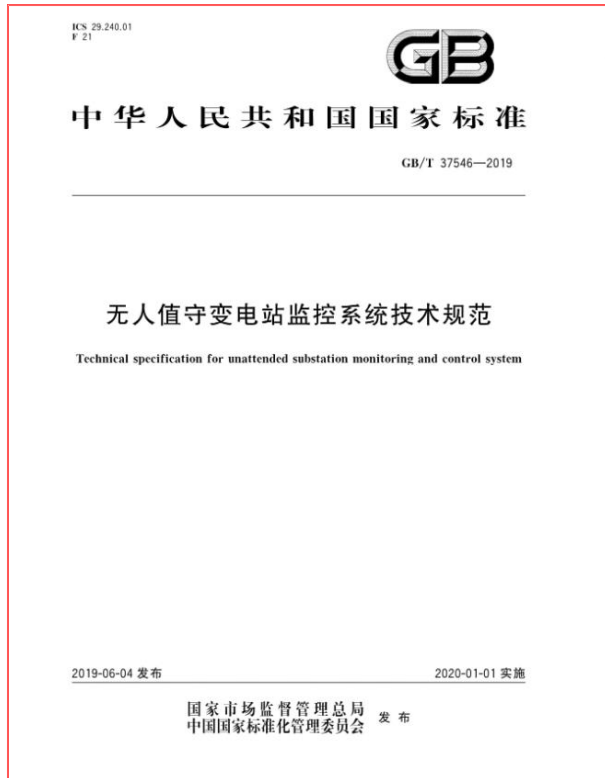 ICS 29.240.01
F 21
GB
中华人民共和国国家标准
GB/T 37546—2019
无人值守变电站监控系统技术规范
Technical specification for unattended substation monitoring and control system
2019-06-04 发布
2020-01-01 实施
国家市场监督管理总局
中国国家标准化管理委员会
发布